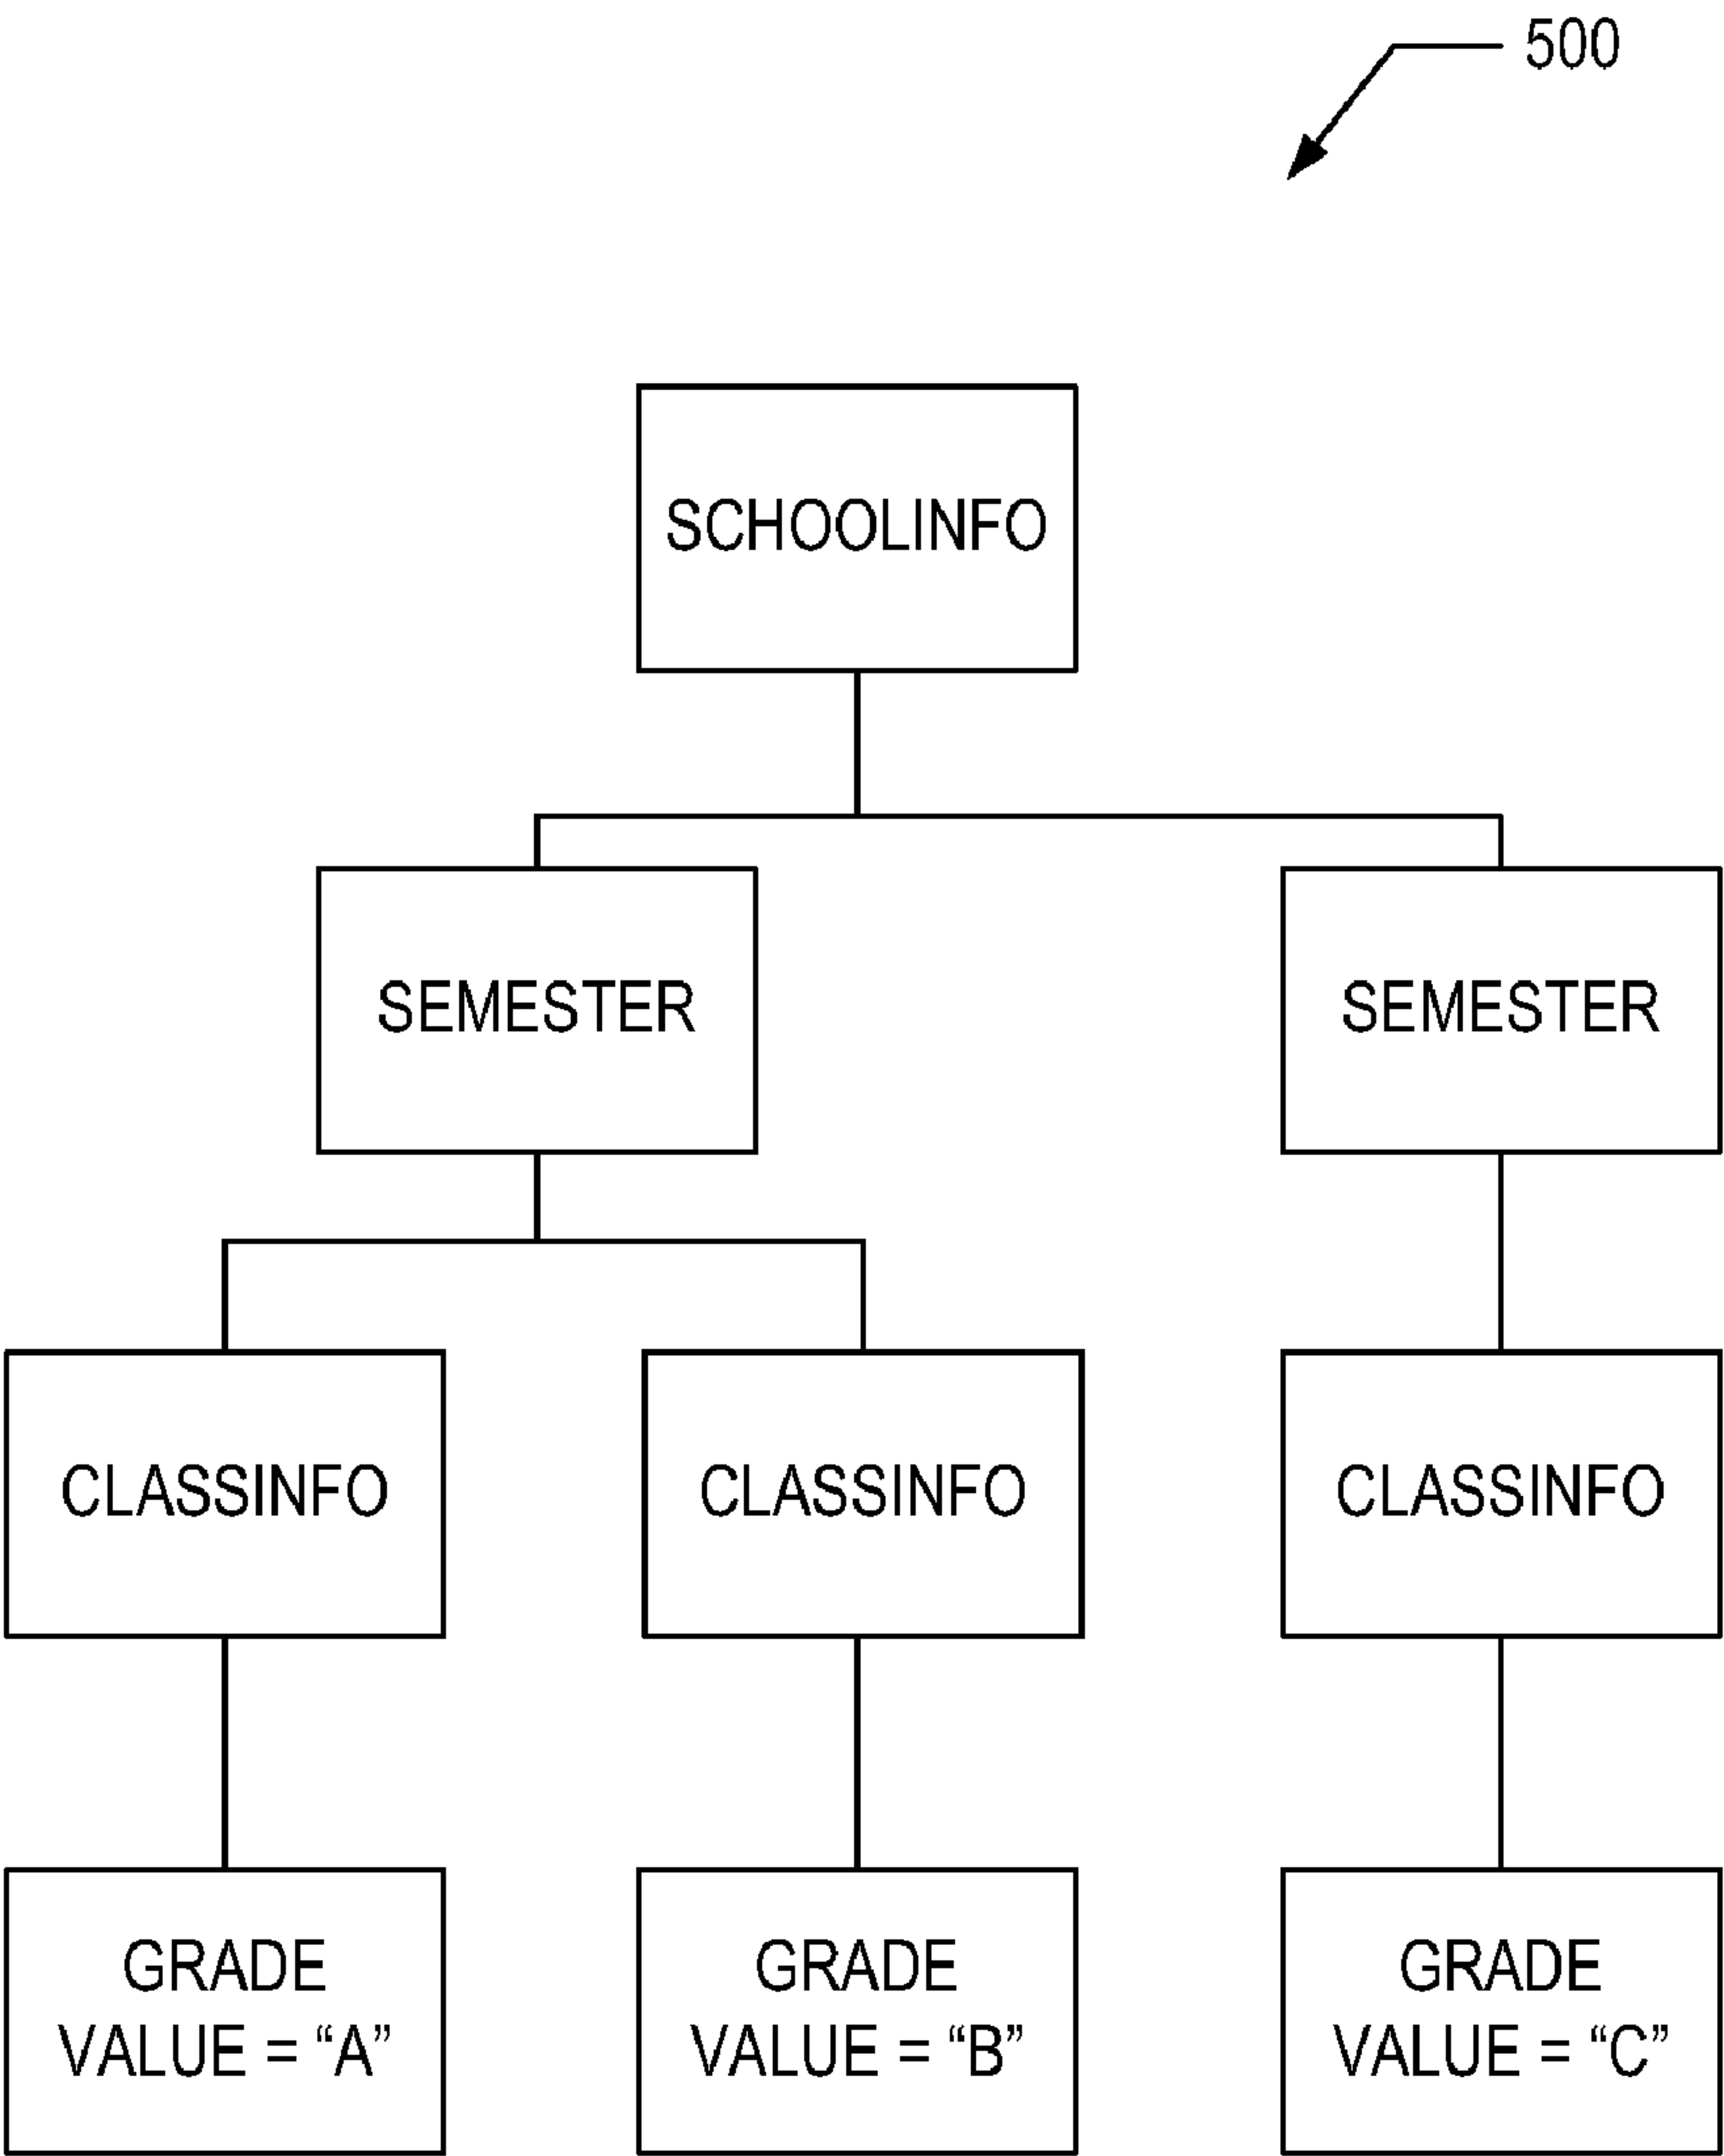 500
SCHOOLINFO
SEMESTER
SEMESTER
CLASSINFO
CLASSINFO
CLASSINFO
GRADE
VALUE = “A”
GRADE
VALUE = “B”
GRADE
VALUE = “C”